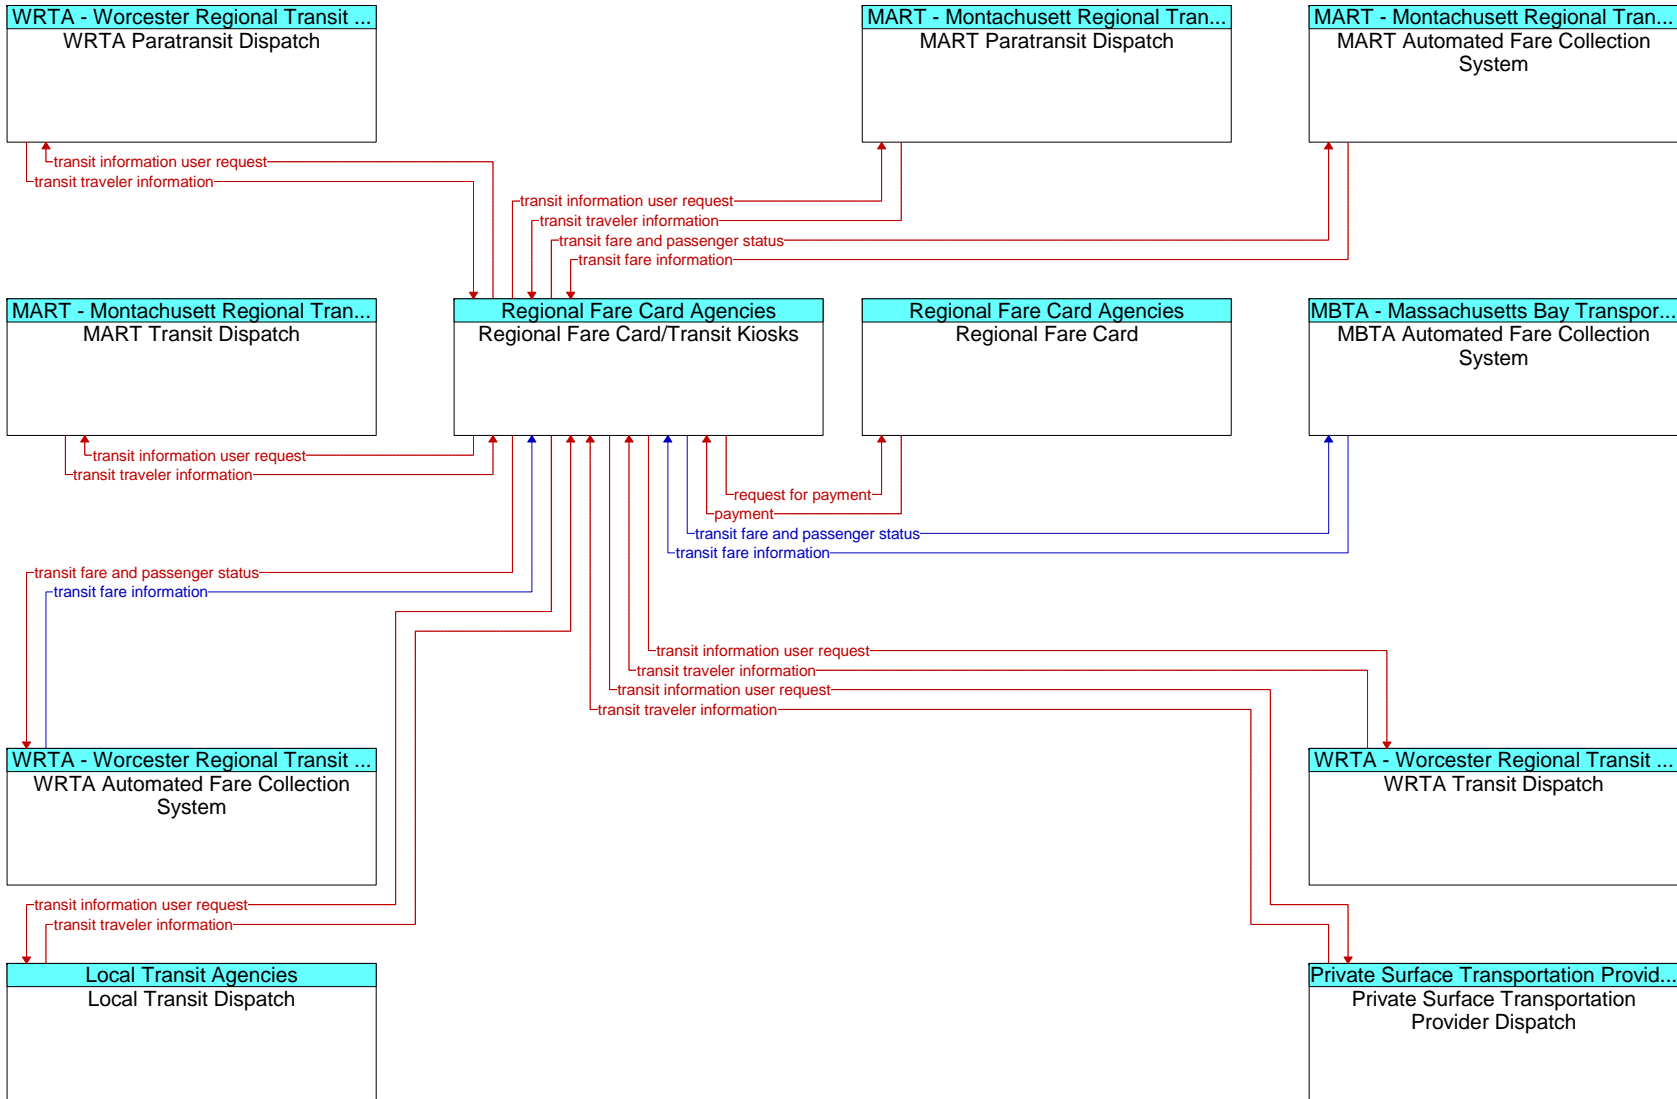 WRTA - Worcester Regional Transit ...
WRTA Paratransit Dispatch
MART - Montachusett Regional Tran...
MART Paratransit Dispatch
MART - Montachusett Regional Tran...
MART Automated Fare Collection
System
transit information user request
transit traveler information
transit information user request
transit traveler information
transit fare and passenger status
transit fare information
MART - Montachusett Regional Tran...
MART Transit Dispatch
Regional Fare Card Agencies
Regional Fare Card/Transit Kiosks
Regional Fare Card Agencies
Regional Fare Card
MBTA - Massachusetts Bay Transpor...
MBTA Automated Fare Collection
System
transit information user request
transit traveler information
request for payment
payment
transit fare and passenger status
transit fare information
transit fare and passenger status
transit fare information
transit information user request
transit traveler information
transit information user request
transit traveler information
WRTA - Worcester Regional Transit ...
WRTA Automated Fare Collection
System
WRTA - Worcester Regional Transit ...
WRTA Transit Dispatch
transit information user request
transit traveler information
Local Transit Agencies
Local Transit Dispatch
Private Surface Transportation Provid...
Private Surface Transportation
Provider Dispatch